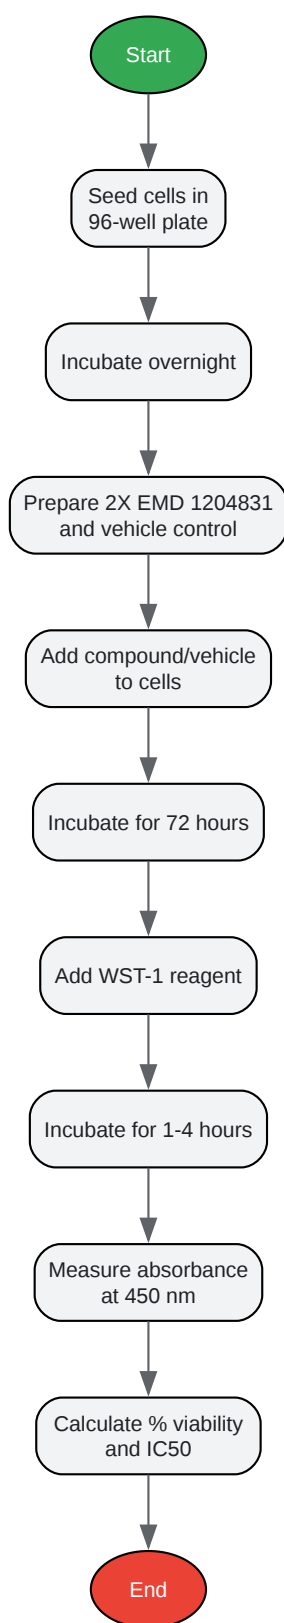 Start
Seed cells in
96-well plate
Incubate overnight
Prepare 2X EMD 1204831
and vehicle control
Add compound/vehicle
to cells
Incubate for 72 hours
Add WST-1 reagent
Incubate for 1-4 hours
Measure absorbance
at 450 nm
Calculate % viability
and IC50
End